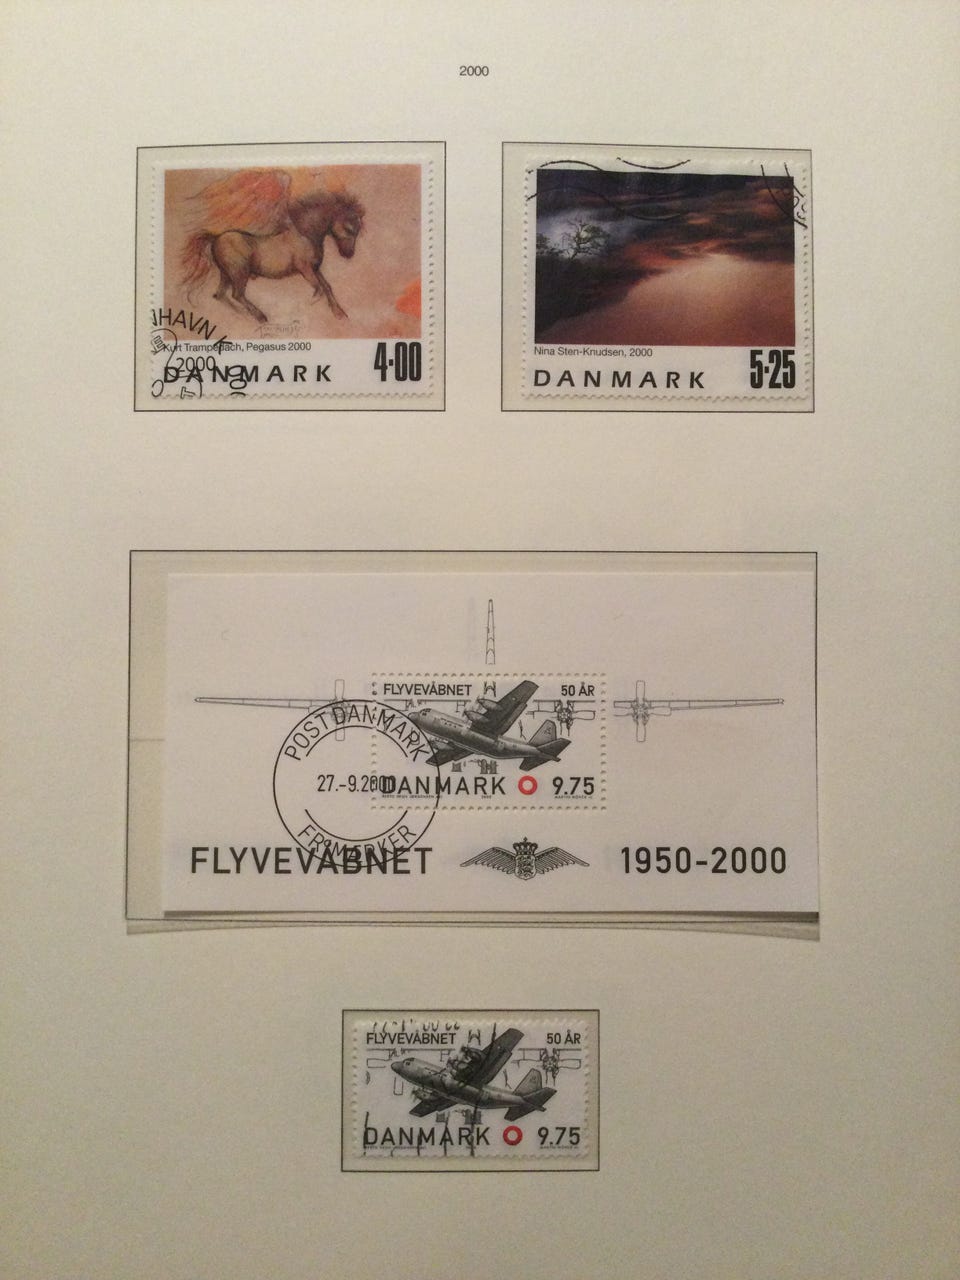 2000
Kurt Trampedach, Pegasus 2000
DANMARK 4.00
2000
Nina Sten-Knudsen, 2000
DANMARK 5.25
FLYVEVÅBNET 50 ÅR
POST DANMARK
27.-9.2000
FRIMÆRKER
DANMARK 9.75
FLYVEVÅBNET 1950-2000
FLYVEVÅBNET 50 ÅR
DANMARK 9.75